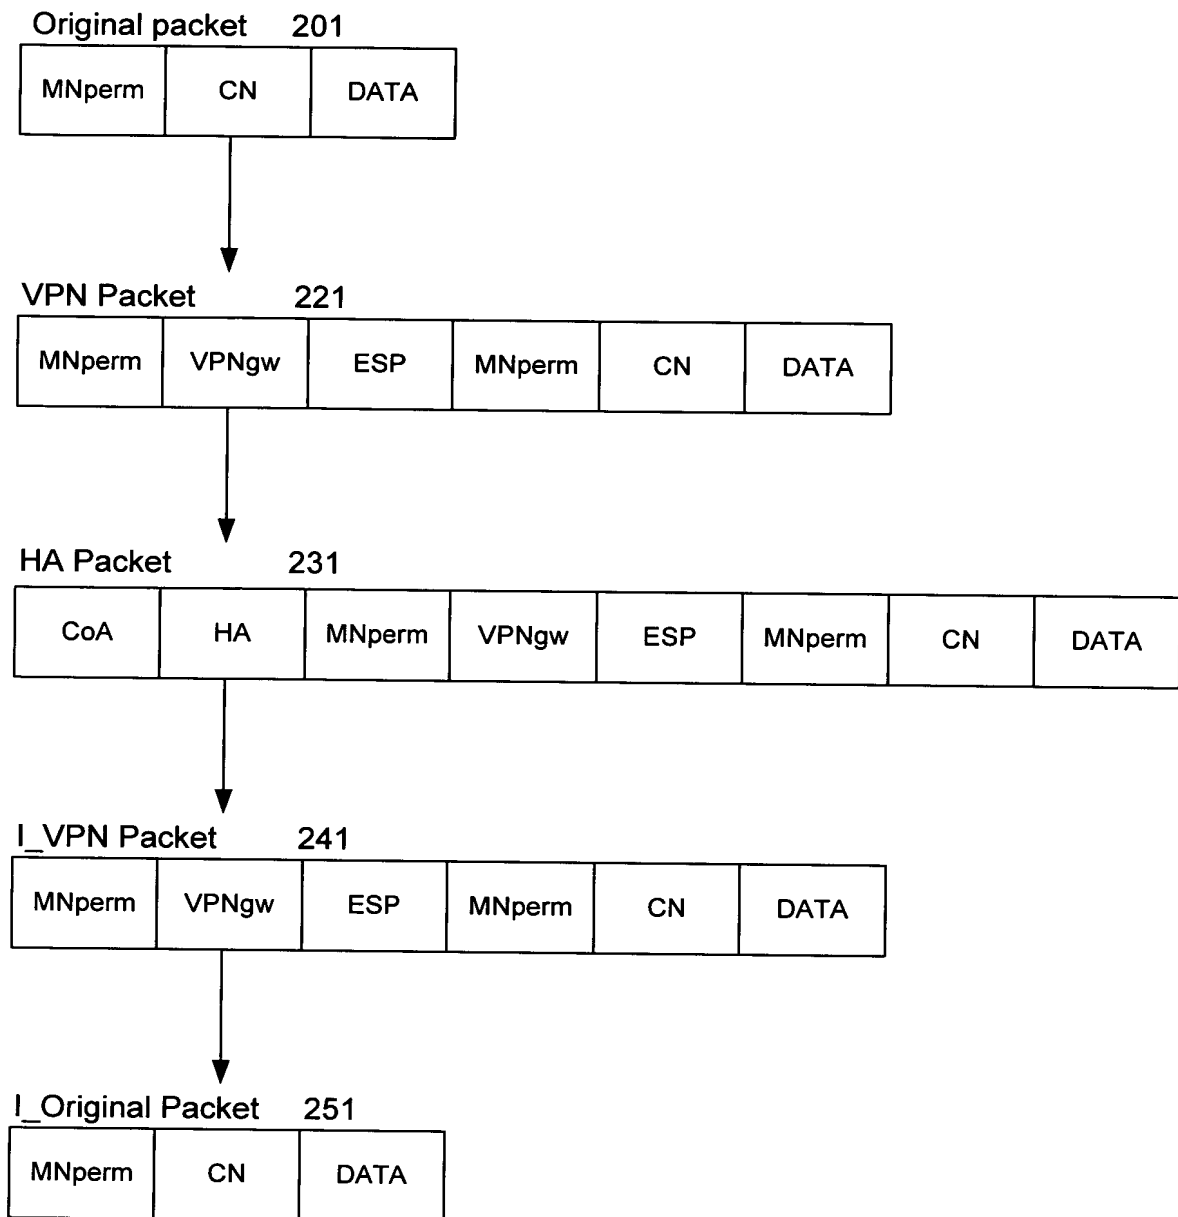 Original packet 201
MNperm CN DATA
VPN Packet 221
MNperm VPNgw ESP MNperm CN DATA
HA Packet 231
CoA HA MNperm VPNgw ESP MNperm CN DATA
I_VPN Packet 241
MNperm VPNgw ESP MNperm CN DATA
I_Original Packet 251
MNperm CN DATA